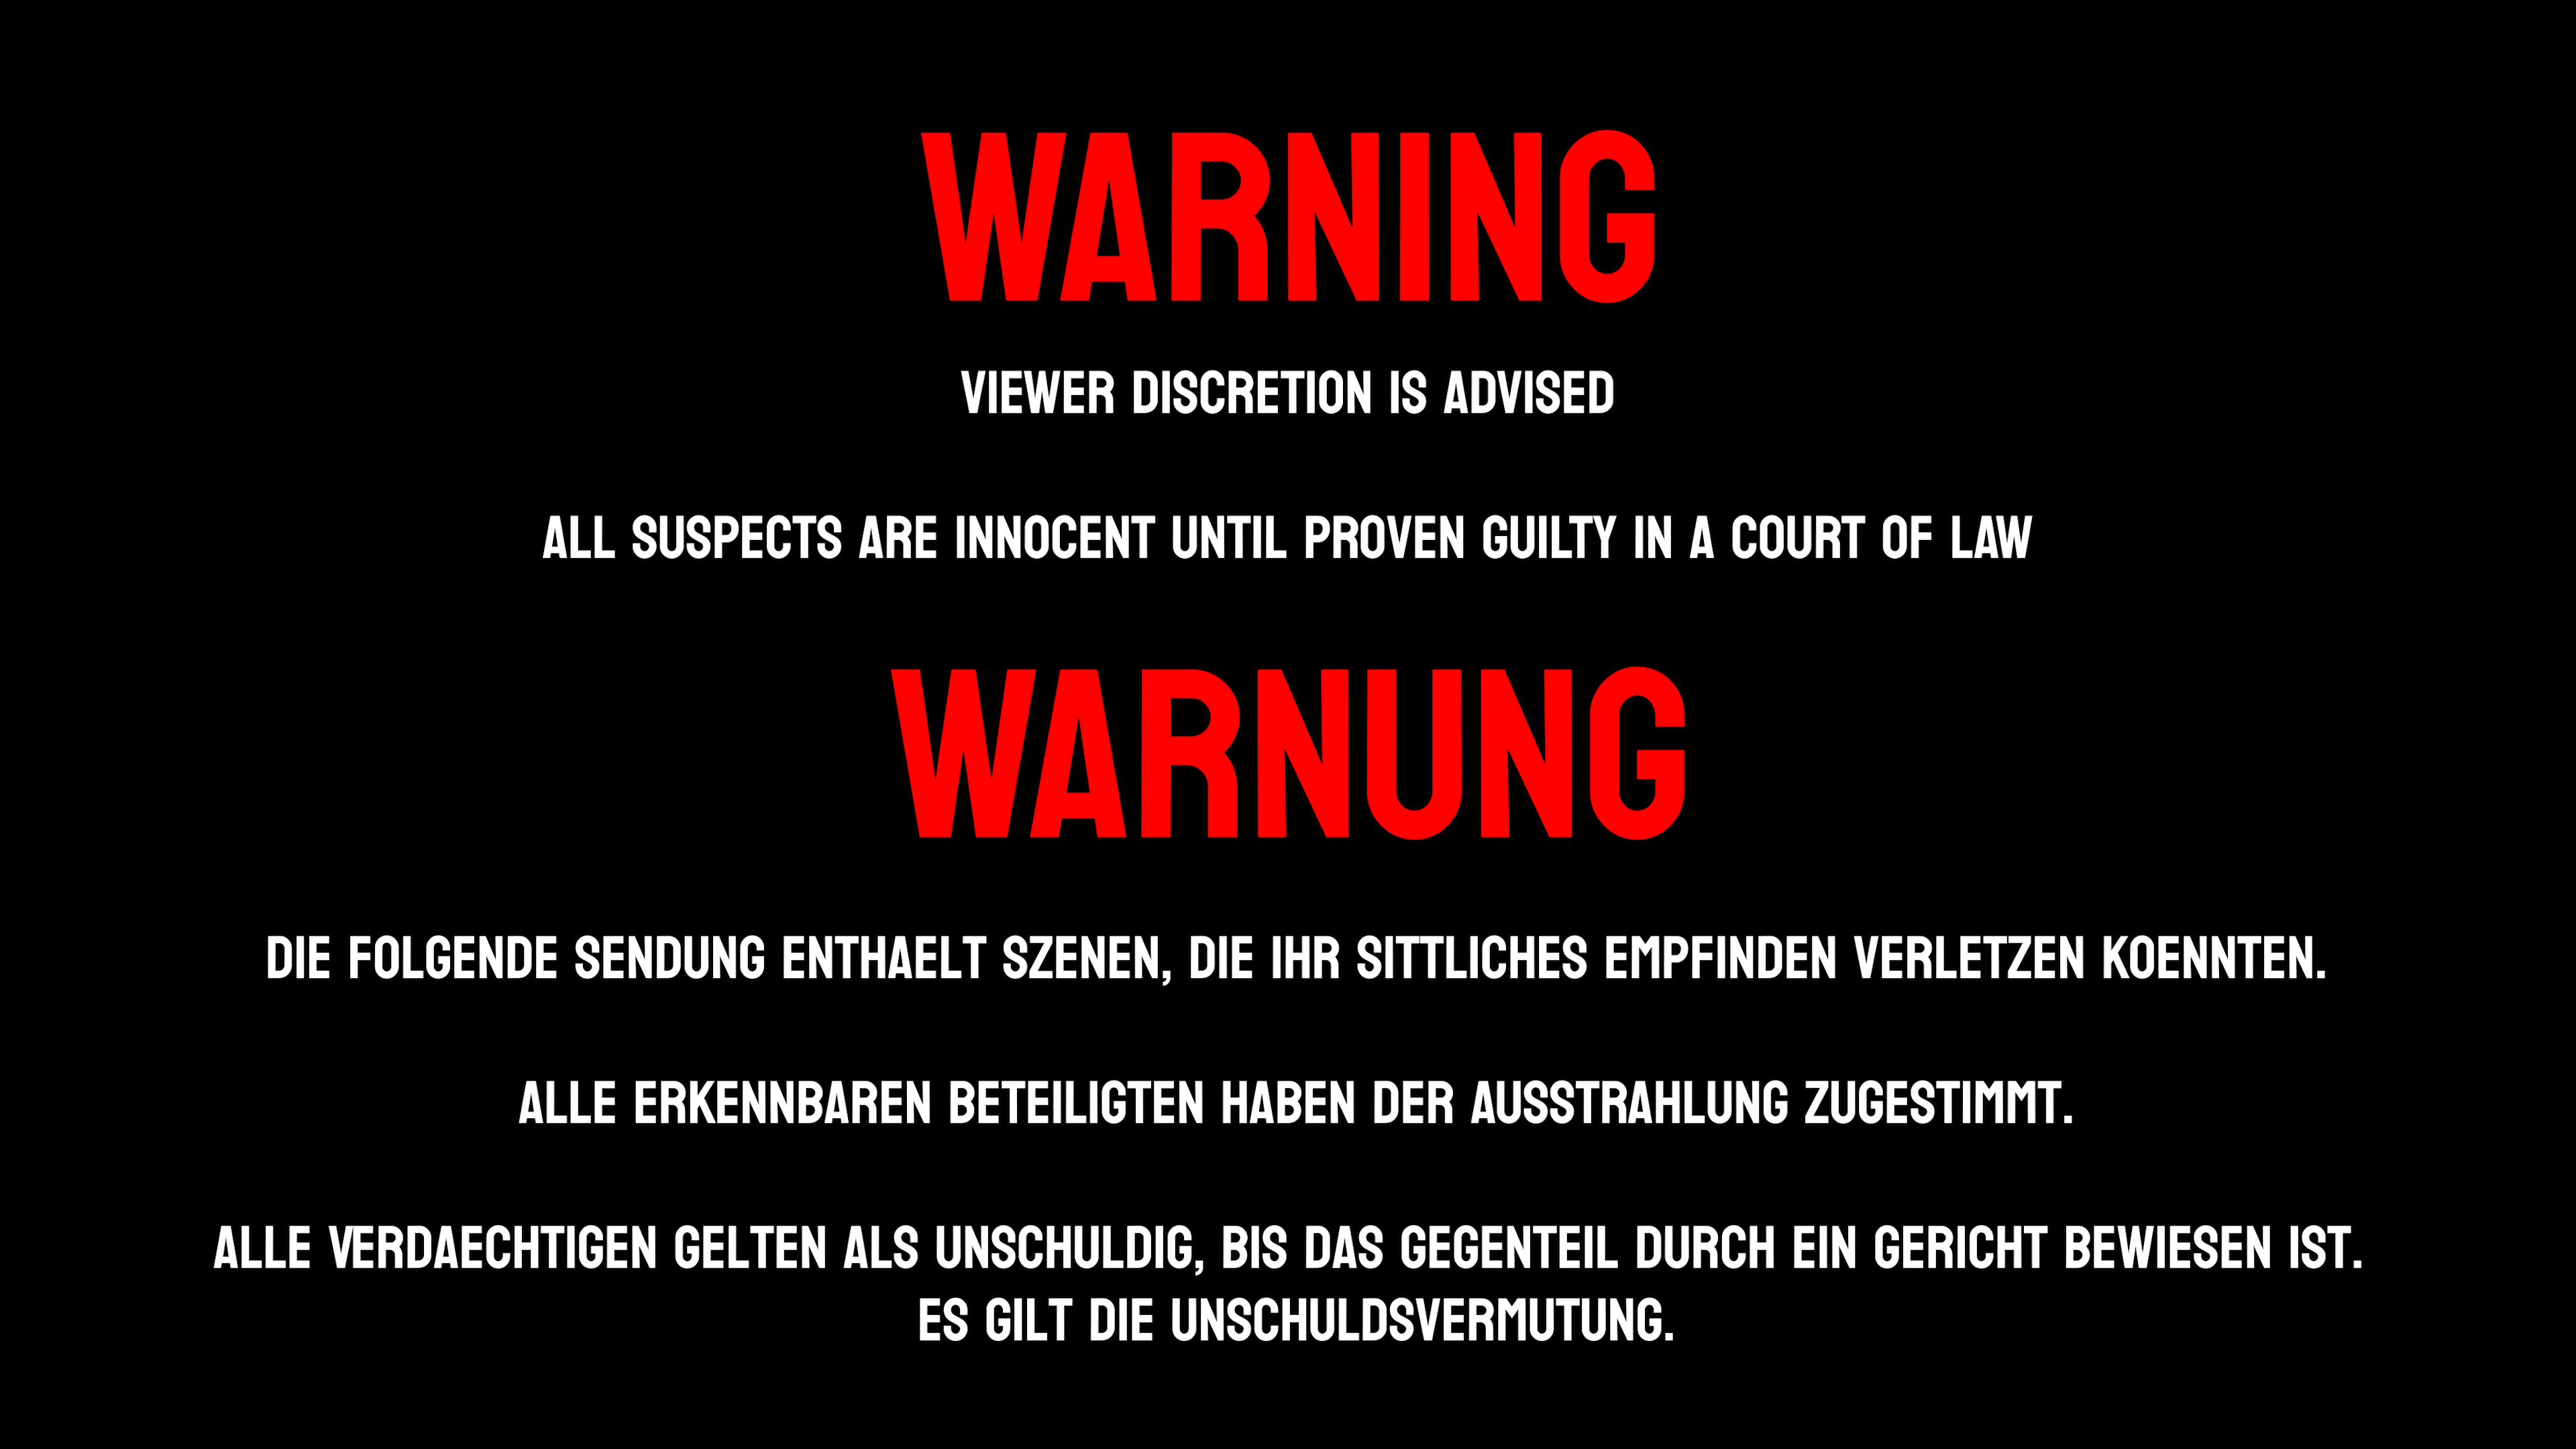 WARNING
VIEWER DISCRETION IS ADVISED
ALL SUSPECTS ARE INNOCENT UNTIL PROVEN GUILTY IN A COURT OF LAW
WARNUNG
DIE FOLGENDE SENDUNG ENTHAELT SZENEN, DIE IHR SITTLICHES EMPFINDEN VERLETZEN KOENNTEN.
ALLE ERKENNBAREN BETEILIGTEN HABEN DER AUSSTRAHLUNG ZUGESTIMMT.
ALLE VERDAECHTIGEN GELTEN ALS UNSCHULDIG, BIS DAS GEGENTEIL DURCH EIN GERICHT BEWIESEN IST.
ES GILT DIE UNSCHULDSVERMUTUNG.